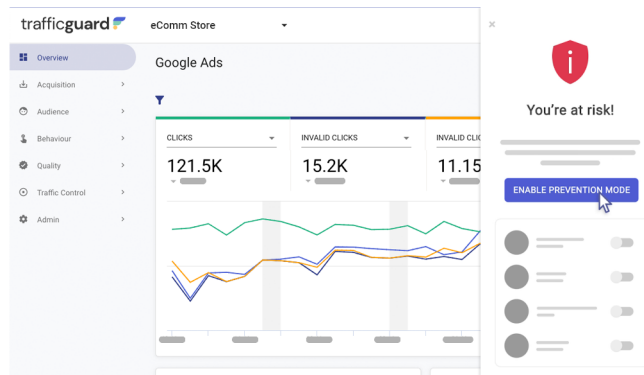 trafficguard
eComm Store
Overview
Acquisition
Audience
Behaviour
Quality
Traffic Control
Admin
Google Ads
CLICKS
121.5K
INVALID CLICKS
15.2K
INVALID CLIC
11.15
You're at risk!
ENABLE PREVENTION MODE